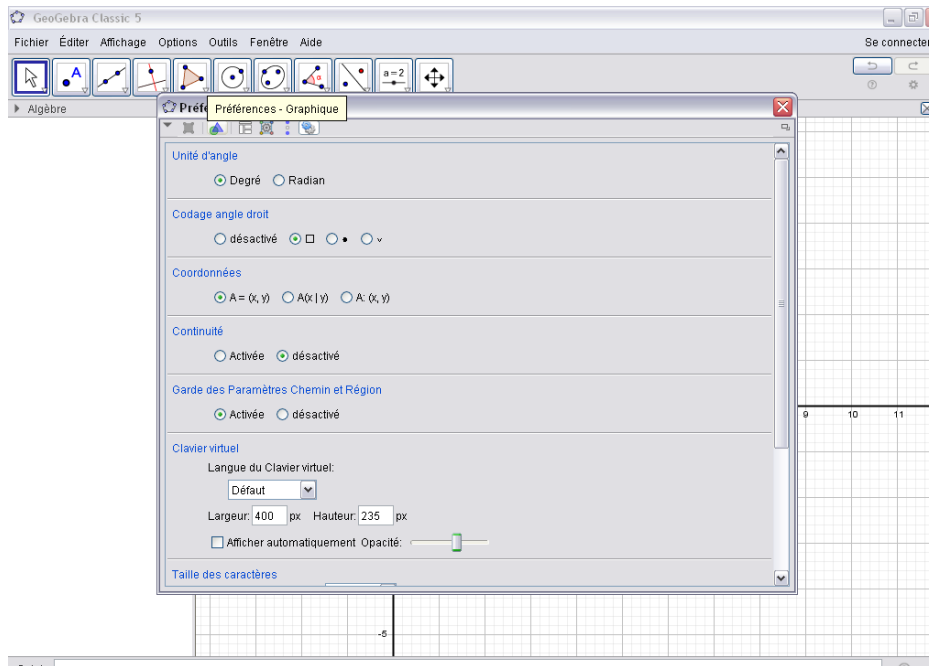 GeoGebra Classic 5
Fichier Éditer Affichage Options Outils Fenêtre Aide
Se connecter
A
a=2
Algèbre
Préférences - Graphique
Unité d'angle
Degré Radian
Codage angle droit
désactivé
Coordonnées
A = (x, y) A(x | y) A: (x, y)
Continuité
Activée désactivé
Garde des Paramètres Chemin et Région
Activée désactivé
Clavier virtuel
Langue du Clavier virtuel:
Défaut
Largeur: 400 px Hauteur: 235 px
Afficher automatiquement Opacité:
Taille des caractères
9 10 11
-5